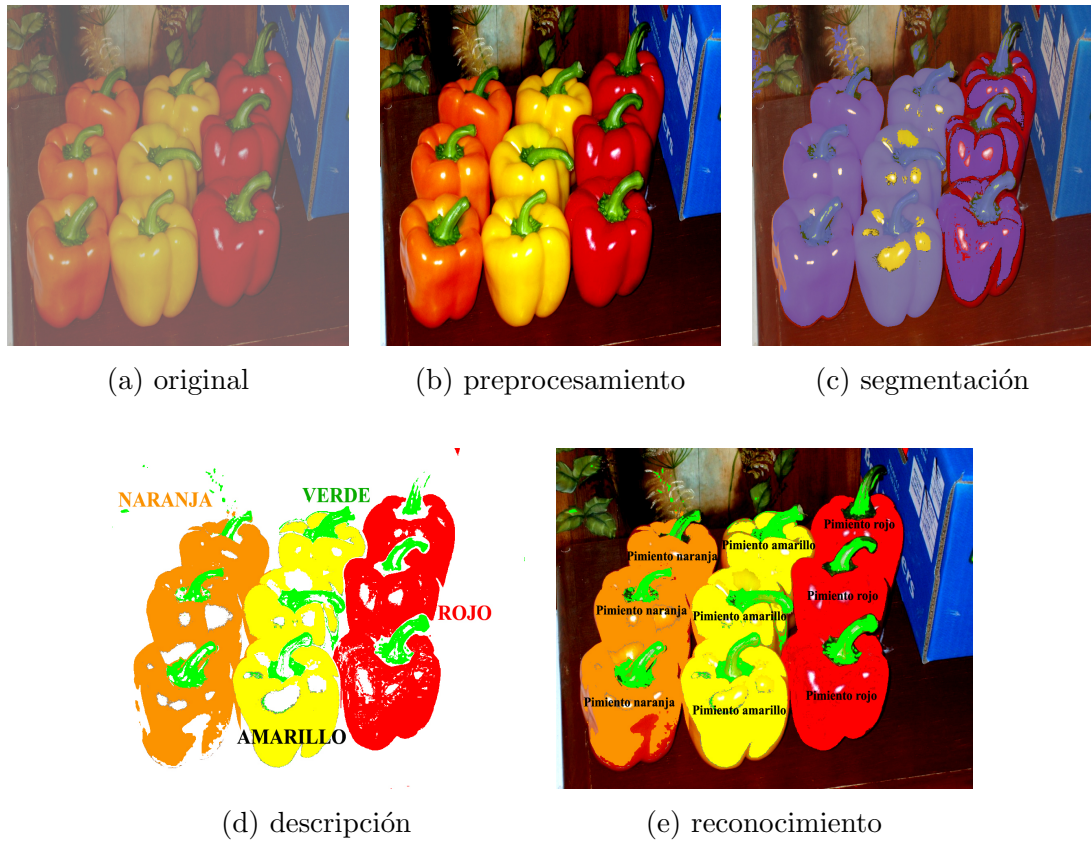 (a) original
(b) preprocesamiento
(c) segmentación
NARANJA
VERDE
ROJO
AMARILLO
Pimiento rojo
Pimiento naranja
Pimiento amarillo
Pimiento naranja
Pimiento amarillo
Pimiento rojo
Pimiento naranja
Pimiento amarillo
Pimiento rojo
(d) descripción
(e) reconocimiento